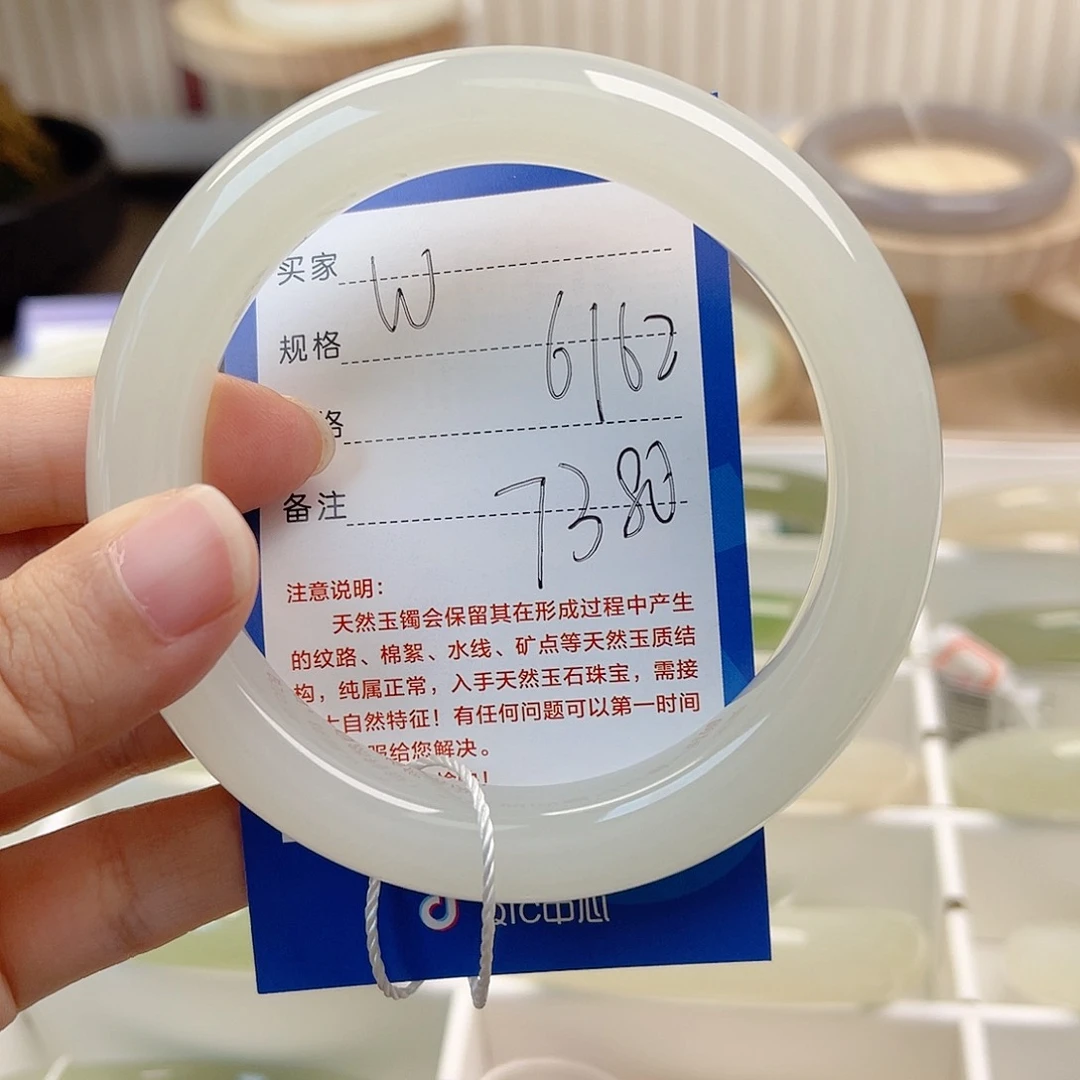 买家 W
规格 6162
格
备注 7380
注意说明：
天然玉镯会保留其在形成过程中产生
的纹路、棉絮、水线、矿点等天然玉质结
构，纯属正常，入手天然玉石珠宝，需接
自然特征！有任何问题可以第一时间
给您解决。
QIC中心